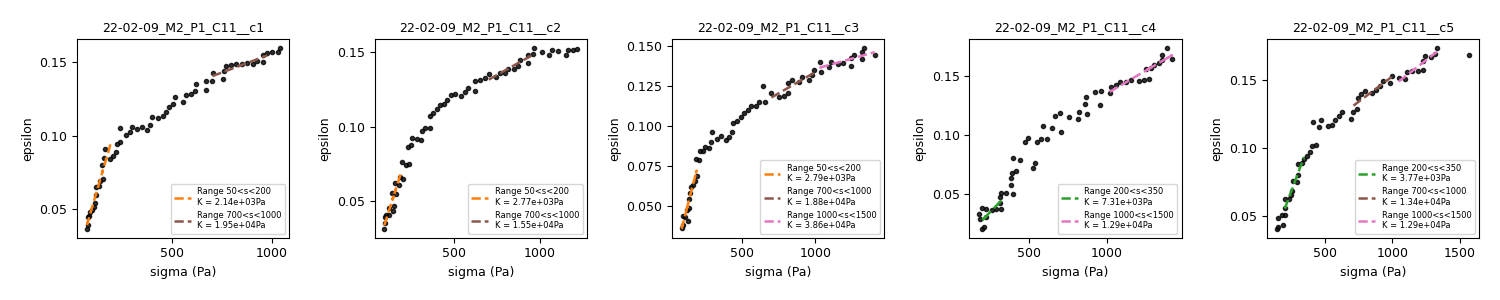 22-02-09_M2_P1_C11__c1
epsilon
0.15
0.10
0.05
Range 50<s<200
K = 2.14e+03Pa
Range 700<s<1000
K = 1.95e+04Pa
500
1000
sigma (Pa)
22-02-09_M2_P1_C11__c2
epsilon
0.15
0.10
0.05
Range 50<s<200
K = 2.77e+03Pa
Range 700<s<1000
K = 1.55e+04Pa
500
1000
sigma (Pa)
22-02-09_M2_P1_C11__c3
epsilon
0.150
0.125
0.100
0.075
0.050
Range 50<s<200
K = 2.79e+03Pa
Range 700<s<1000
K = 1.88e+04Pa
Range 1000<s<1500
K = 3.86e+04Pa
500
1000
sigma (Pa)
22-02-09_M2_P1_C11__c4
epsilon
0.15
0.10
0.05
Range 200<s<350
K = 7.31e+03Pa
Range 1000<s<1500
K = 1.29e+04Pa
500
1000
sigma (Pa)
22-02-09_M2_P1_C11__c5
epsilon
0.15
0.10
0.05
Range 200<s<350
K = 3.77e+03Pa
Range 700<s<1000
K = 1.34e+04Pa
Range 1000<s<1500
K = 1.29e+04Pa
500
1000
1500
sigma (Pa)